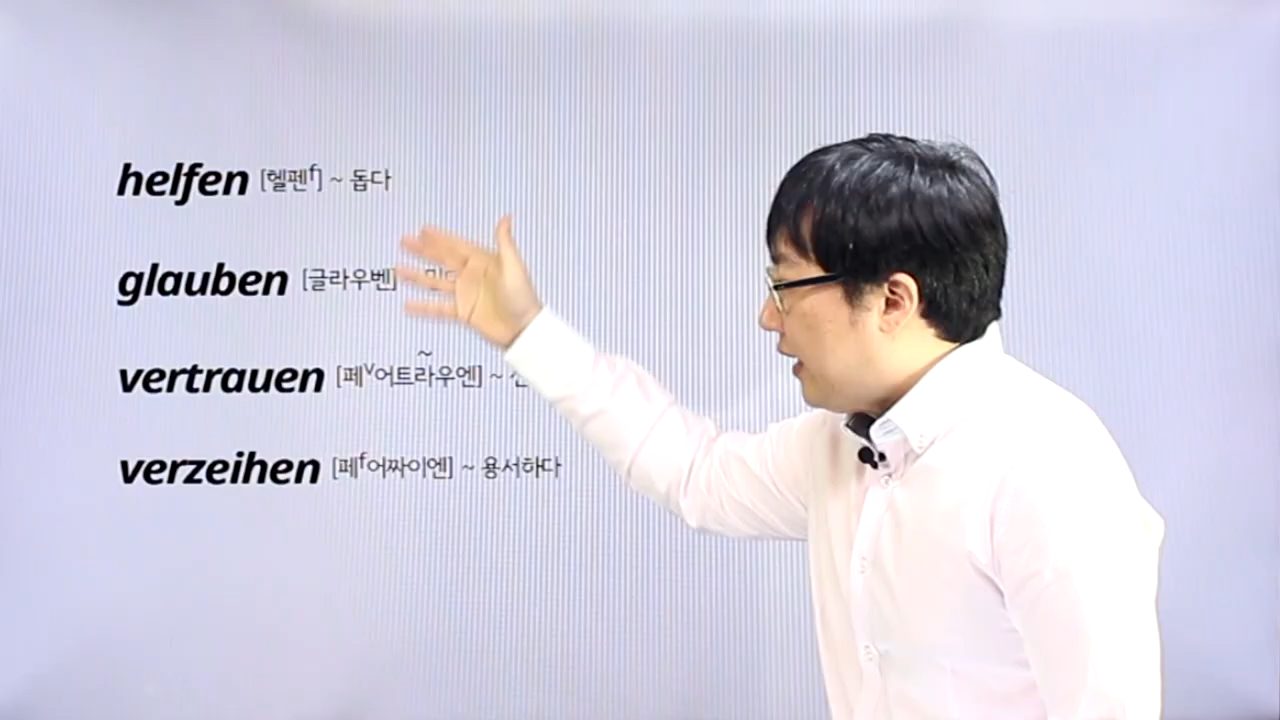 helfen [헬펜f] ~ 돕다
glauben [글라우벤]
vertrauen [페v어트라우엔] ~
verzeihen [페f어짜이엔] ~ 용서하다